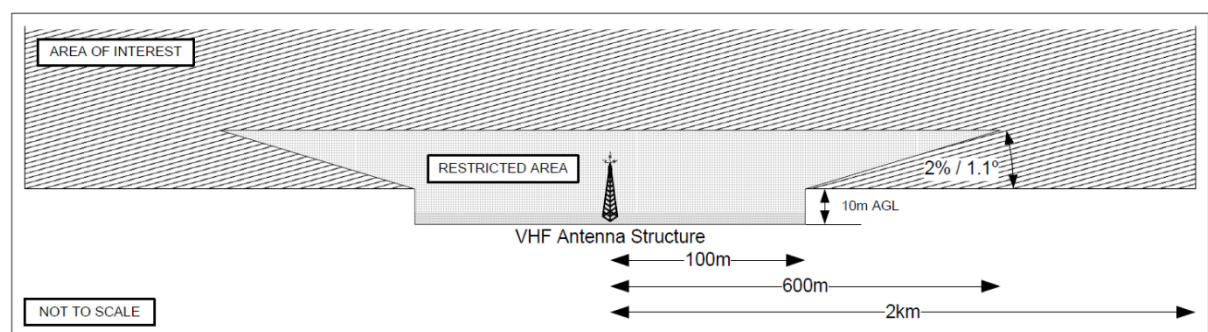 AREA OF INTEREST
RESTRICTED AREA
2% / 1.1º
10m AGL
VHF Antenna Structure
100m
600m
2km
NOT TO SCALE